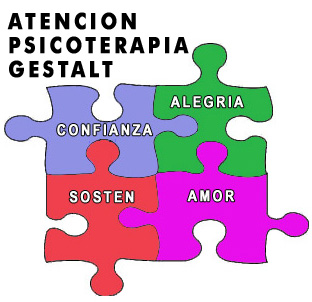 ATENCION
PSICOTERAPIA
GESTALT
ALEGRIA
CONFIANZA
SOSTEN
AMOR